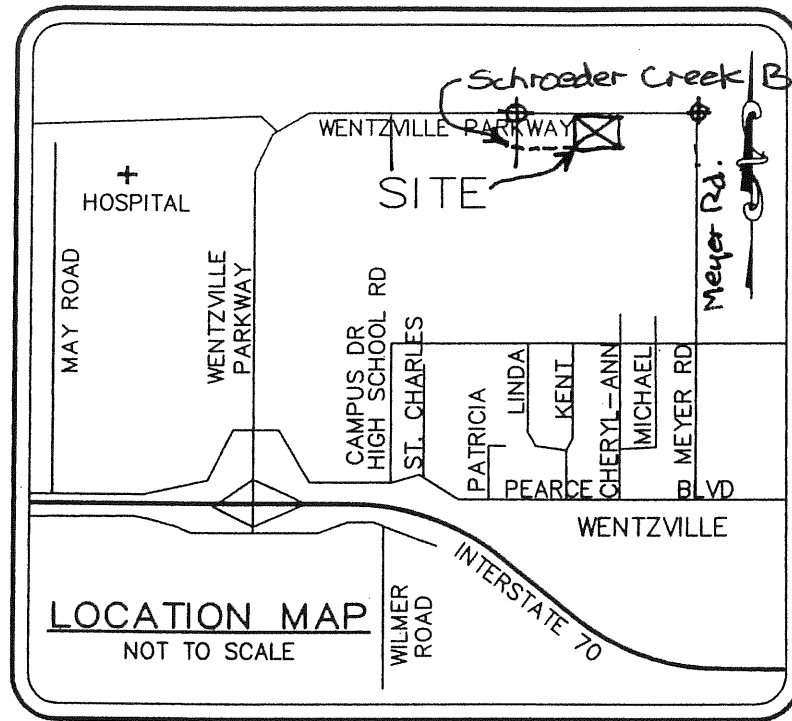 Schroeder Creek B
WENTZVILLE PARKWAY
SITE
Meyer Rd.
HOSPITAL
MAY ROAD
WENTZVILLE
PARKWAY
CAMPUS DR
HIGH SCHOOL RD
ST. CHARLES
PATRICIA
LINDA
KENT
CHERYL-ANN
MICHAEL
MEYER RD
PEARCE BLVD
WENTZVILLE
INTERSTATE 70
WILMER
ROAD
LOCATION MAP
NOT TO SCALE